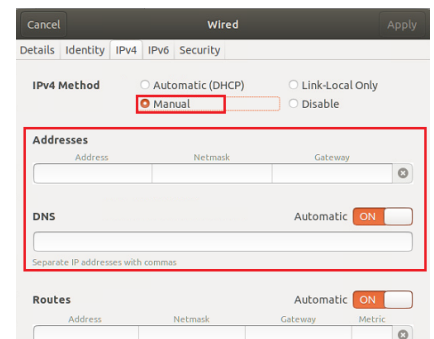 Cancel Wired Apply
Details Identity IPv4 IPv6 Security
IPv4 Method Automatic (DHCP) Link-Local Only
Manual Disable
Addresses
Address Netmask Gateway
DNS Automatic ON
Separate IP addresses with commas
Routes Automatic ON
Address Netmask Gateway Metric